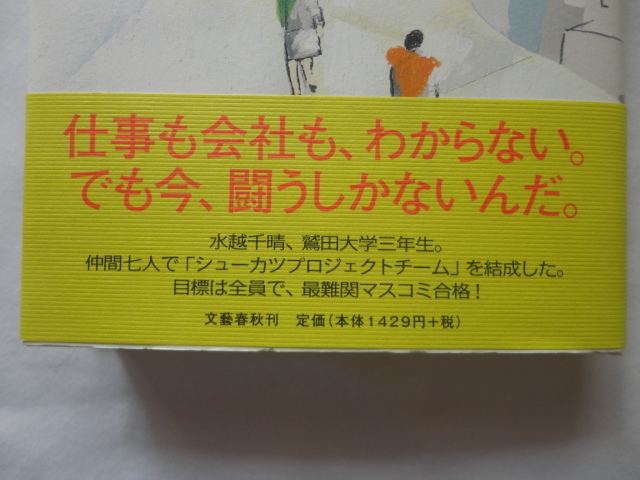 仕事も会社も、わからない。
でも今、闘うしかないんだ。
水越千晴、鷲田大学三年生。
仲間七人で「シューカツプロジェクトチーム」を結成した。
目標は全員で、最難関マスコミ合格！
文藝春秋刊 定価(本体1429円+税)